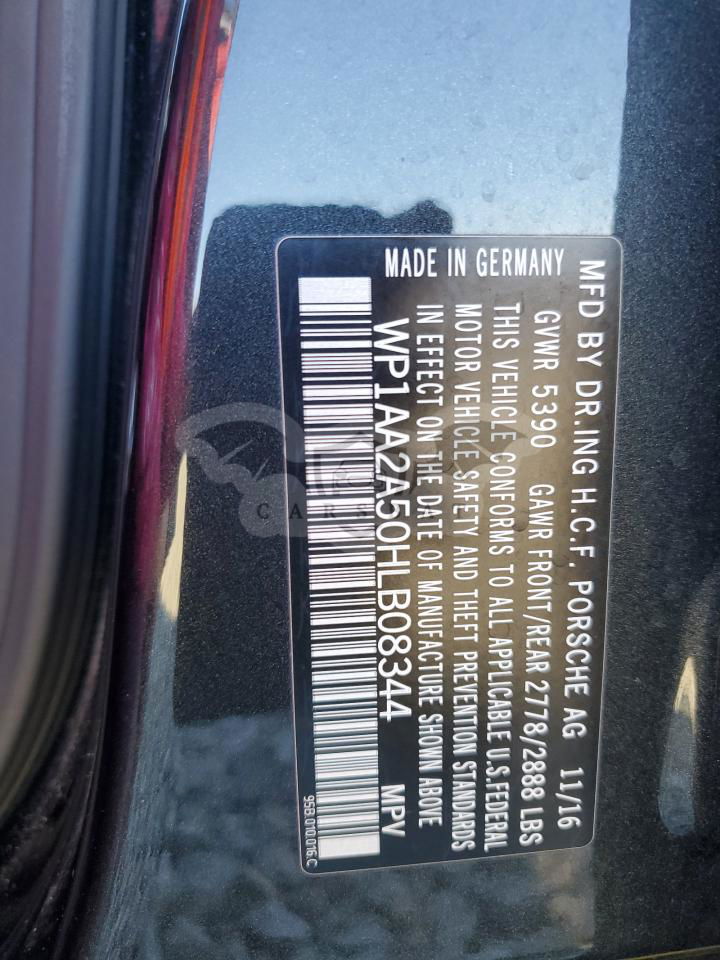 MFD BY DR.ING H.C.F. PORSCHE AG 11/16
GVWR 5390 GAWR FRONT/REAR 2778/2888 LBS
THIS VEHICLE CONFORMS TO ALL APPLICABLE U.S.FEDERAL
MOTOR VEHICLE SAFETY AND THEFT PREVENTION STANDARDS
IN EFFECT ON THE DATE OF MANUFACTURE SHOWN ABOVE
MADE IN GERMANY
WP1AA2A50HLB08344 MPV
95B.010.016.C